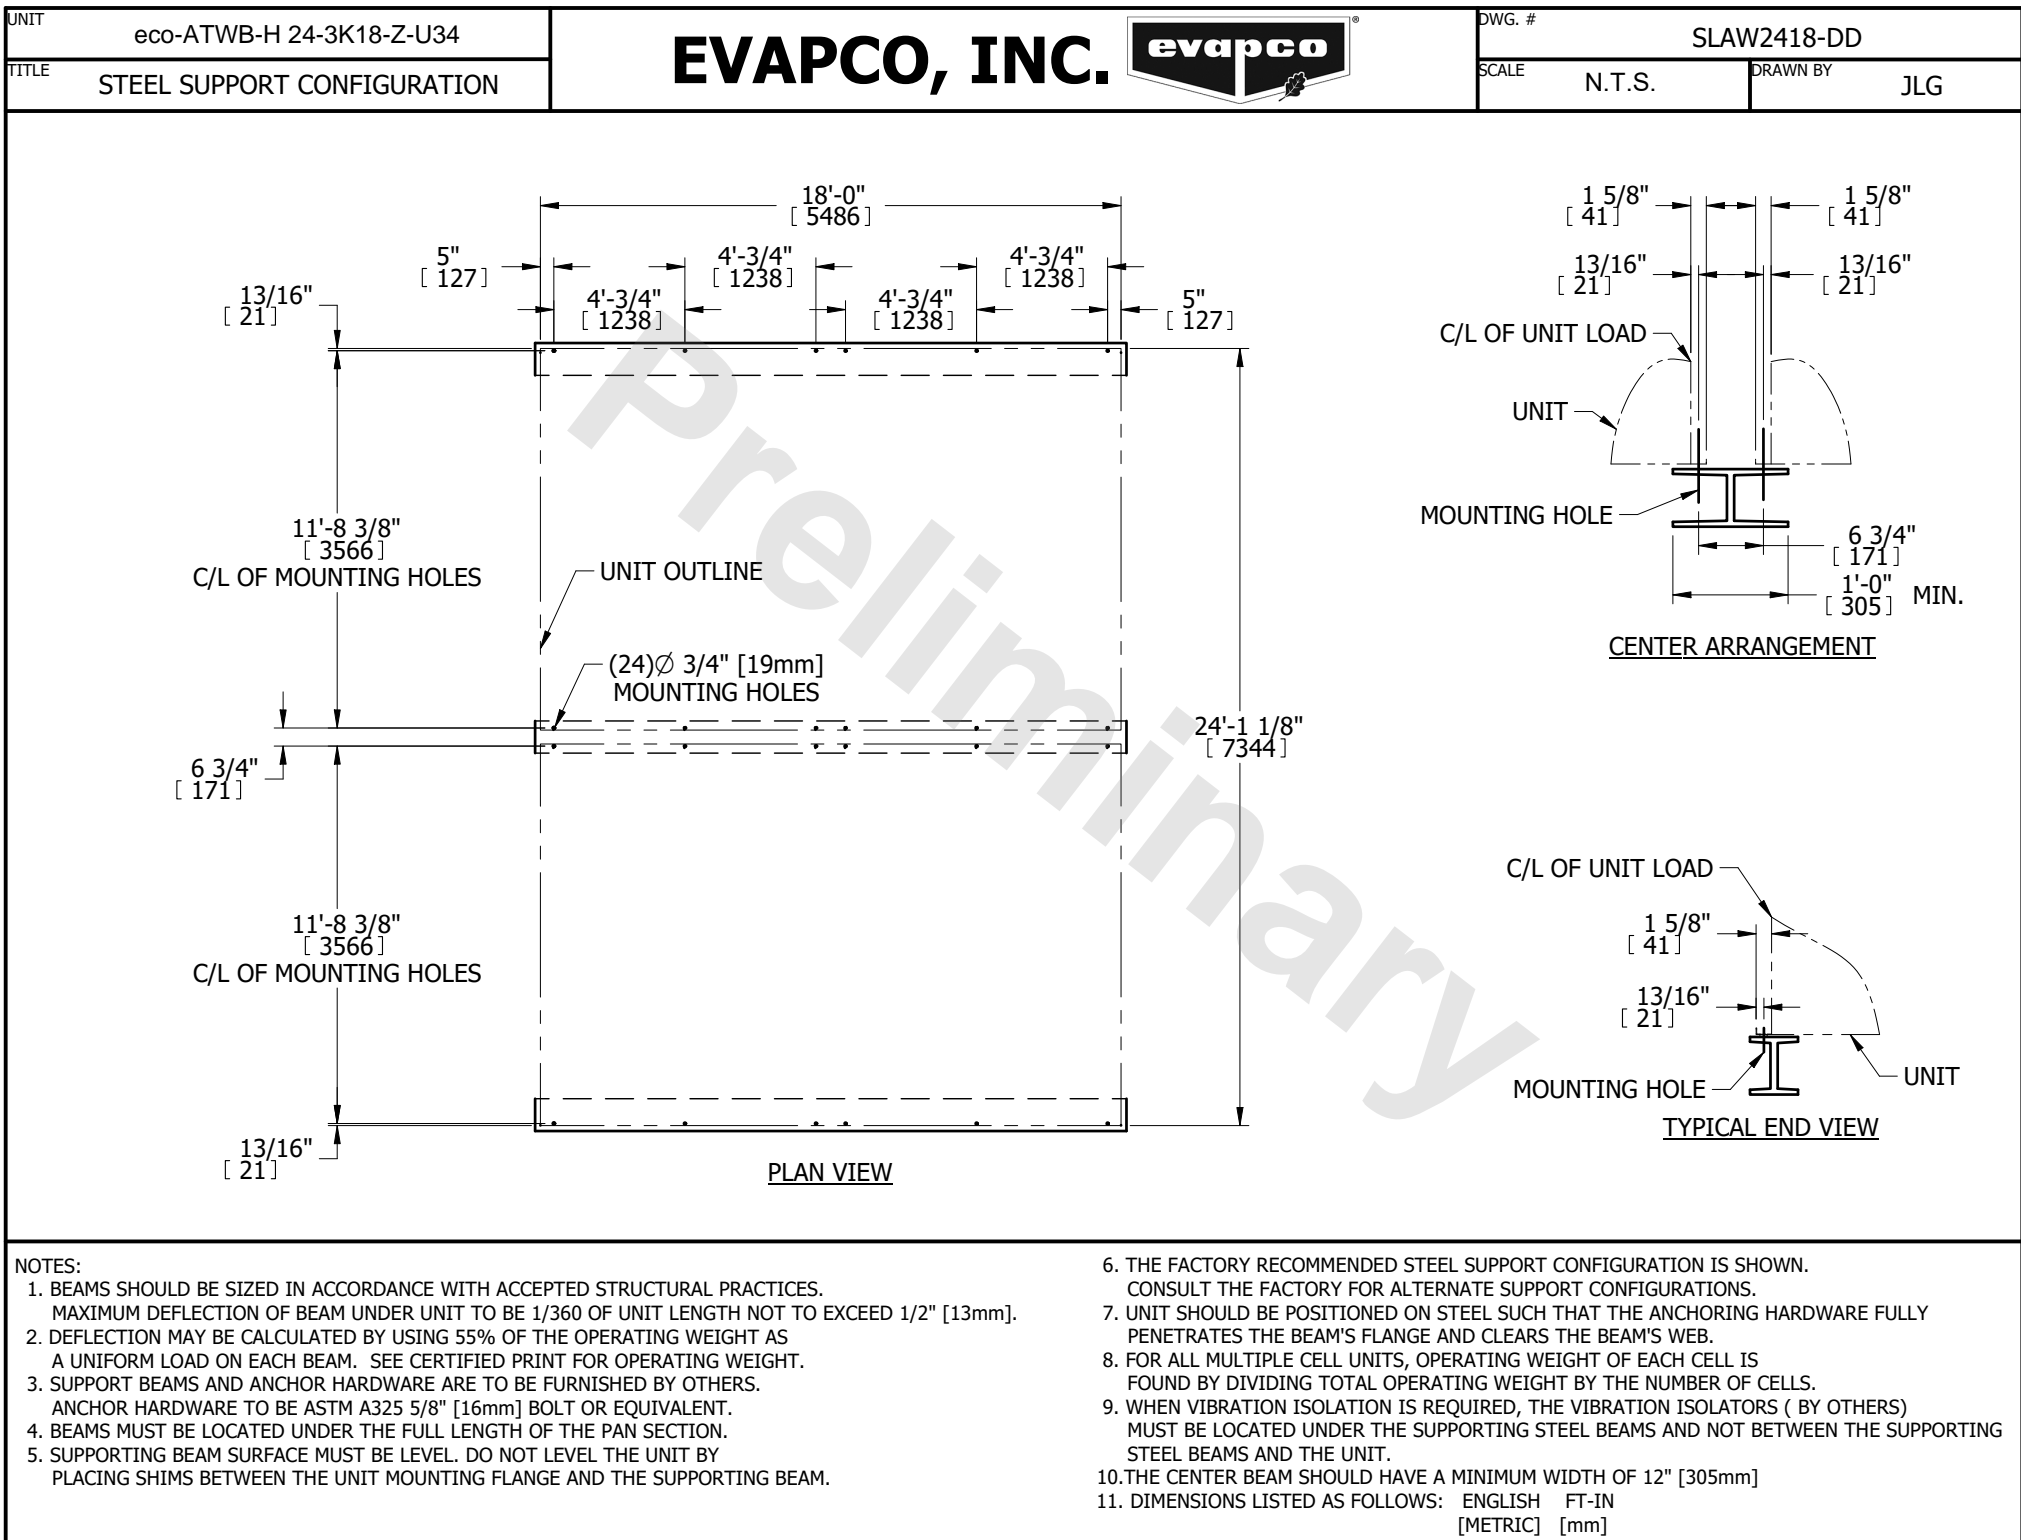 UNIT
eco-ATWB-H 24-3K18-Z-U34
TITLE
STEEL SUPPORT CONFIGURATION
EVAPCO, INC.
evapco
®
DWG. #
SLAW2418-DD
SCALE
N.T.S.
DRAWN BY
JLG
18'-0"
[ 5486 ]
5"
[ 127 ]
4'-3/4"
[ 1238 ]
4'-3/4"
[ 1238 ]
13/16"
[ 21 ]
4'-3/4"
[ 1238 ]
4'-3/4"
[ 1238 ]
5"
[ 127 ]
11'-8 3/8"
[ 3566 ]
C/L OF MOUNTING HOLES
UNIT OUTLINE
(24)∅ 3/4" [19mm]
MOUNTING HOLES
24'-1 1/8"
[ 7344 ]
6 3/4"
[ 171 ]
11'-8 3/8"
[ 3566 ]
C/L OF MOUNTING HOLES
13/16"
[ 21 ]
PLAN VIEW
Preliminary
1 5/8"
[ 41 ]
1 5/8"
[ 41 ]
13/16"
[ 21 ]
13/16"
[ 21 ]
C/L OF UNIT LOAD
UNIT
MOUNTING HOLE
6 3/4"
[ 171 ]
1'-0"
[ 305 ]
MIN.
CENTER ARRANGEMENT
C/L OF UNIT LOAD
1 5/8"
[ 41 ]
13/16"
[ 21 ]
MOUNTING HOLE
UNIT
TYPICAL END VIEW
NOTES:
1. BEAMS SHOULD BE SIZED IN ACCORDANCE WITH ACCEPTED STRUCTURAL PRACTICES.
MAXIMUM DEFLECTION OF BEAM UNDER UNIT TO BE 1/360 OF UNIT LENGTH NOT TO EXCEED 1/2" [13mm].
2. DEFLECTION MAY BE CALCULATED BY USING 55% OF THE OPERATING WEIGHT AS
A UNIFORM LOAD ON EACH BEAM. SEE CERTIFIED PRINT FOR OPERATING WEIGHT.
3. SUPPORT BEAMS AND ANCHOR HARDWARE ARE TO BE FURNISHED BY OTHERS.
ANCHOR HARDWARE TO BE ASTM A325 5/8" [16mm] BOLT OR EQUIVALENT.
4. BEAMS MUST BE LOCATED UNDER THE FULL LENGTH OF THE PAN SECTION.
5. SUPPORTING BEAM SURFACE MUST BE LEVEL. DO NOT LEVEL THE UNIT BY
PLACING SHIMS BETWEEN THE UNIT MOUNTING FLANGE AND THE SUPPORTING BEAM.
6. THE FACTORY RECOMMENDED STEEL SUPPORT CONFIGURATION IS SHOWN.
CONSULT THE FACTORY FOR ALTERNATE SUPPORT CONFIGURATIONS.
7. UNIT SHOULD BE POSITIONED ON STEEL SUCH THAT THE ANCHORING HARDWARE FULLY
PENETRATES THE BEAM'S FLANGE AND CLEARS THE BEAM'S WEB.
8. FOR ALL MULTIPLE CELL UNITS, OPERATING WEIGHT OF EACH CELL IS
FOUND BY DIVIDING TOTAL OPERATING WEIGHT BY THE NUMBER OF CELLS.
9. WHEN VIBRATION ISOLATION IS REQUIRED, THE VIBRATION ISOLATORS ( BY OTHERS)
MUST BE LOCATED UNDER THE SUPPORTING STEEL BEAMS AND NOT BETWEEN THE SUPPORTING
STEEL BEAMS AND THE UNIT.
10.THE CENTER BEAM SHOULD HAVE A MINIMUM WIDTH OF 12" [305mm]
11. DIMENSIONS LISTED AS FOLLOWS: ENGLISH FT-IN
[METRIC] [mm]